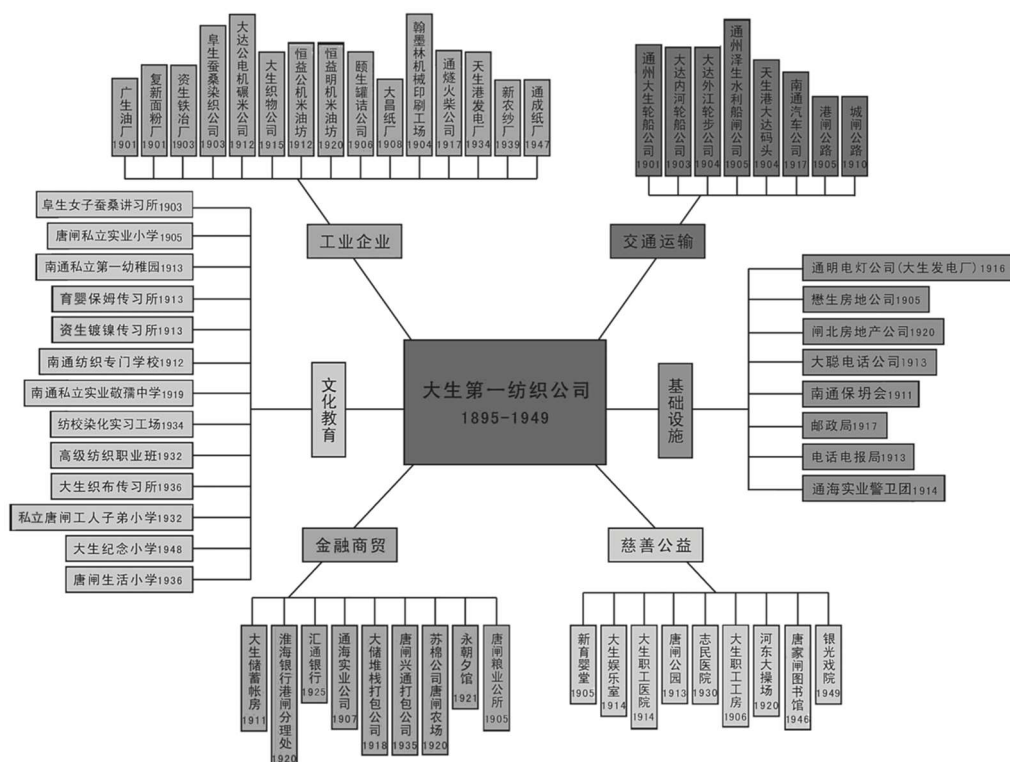 广生油厂1901
复新面粉厂1901
资生铁冶厂1903
阜生蚕桑染织公司1903
大达公电机碾米公司1912
大生织物公司1915
恒益公机米油坊1912
恒益明机米油坊1920
颐生罐诘公司1906
大昌纸厂1908
翰墨林机械印刷工场1904
通燧火柴公司1917
天生港发电厂1934
新农纱厂1939
通成纸厂1947
工业企业
通州大生轮船公司1901
大达内河轮船公司1903
大达外江轮步公司1904
通州泽生水利船闸公司1905
天生港大达码头1904
南通汽车公司1917
港闸公路1905
城闸公路1910
交通运输
阜生女子蚕桑讲习所1903
唐闸私立实业小学1905
南通私立第一幼稚园1913
育婴保姆传习所1913
资生镀镍传习所1913
南通纺织专门学校1912
南通私立实业敬孺中学1919
纺校染化实习工场1934
高级纺织职业班1932
大生织布传习所1936
私立唐闸工人子弟小学1932
大生纪念小学1948
唐闸生活小学1936
文化教育
大生第一纺织公司
1895-1949
基础设施
通明电灯公司(大生发电厂)1916
懋生房地公司1905
闸北房地产公司1920
大聪电话公司1913
南通保坍会1911
邮政局1917
电话电报局1913
通海实业警卫团1914
金融商贸
大生储蓄帐房1911
淮海银行港闸分理处1920
汇通银行1925
通海实业公司1907
大储堆栈打包公司1918
唐闸兴通打包公司1935
苏棉公司唐闸农场1920
永朝夕馆1921
唐闸粮业公所1905
慈善公益
新育婴堂1905
大生娱乐室1914
大生职工医院1914
唐闸公园1913
志民医院1930
大生职工工房1906
河东大操场1920
唐家闸图书馆1946
银光戏院1949